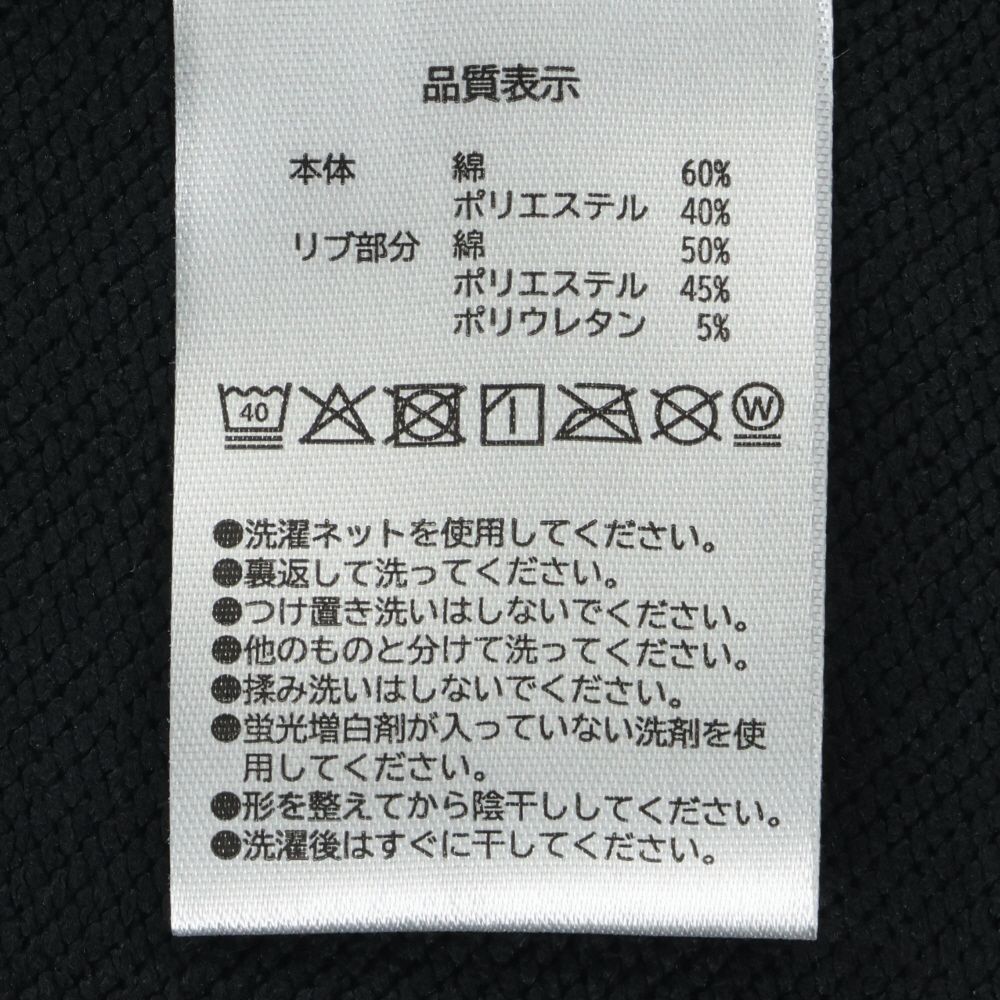 品質表示
本体 綿 60%
ポリエステル 40%
リブ部分 綿 50%
ポリエステル 45%
ポリウレタン 5%
40 W
●洗濯ネットを使用してください。
●裏返して洗ってください。
●つけ置き洗いはしないでください。
●他のものと分けて洗ってください。
●揉み洗いはしないでください。
●蛍光増白剤が入っていない洗剤を使
用してください。
●形を整えてから陰干ししてください。
●洗濯後はすぐに干してください。